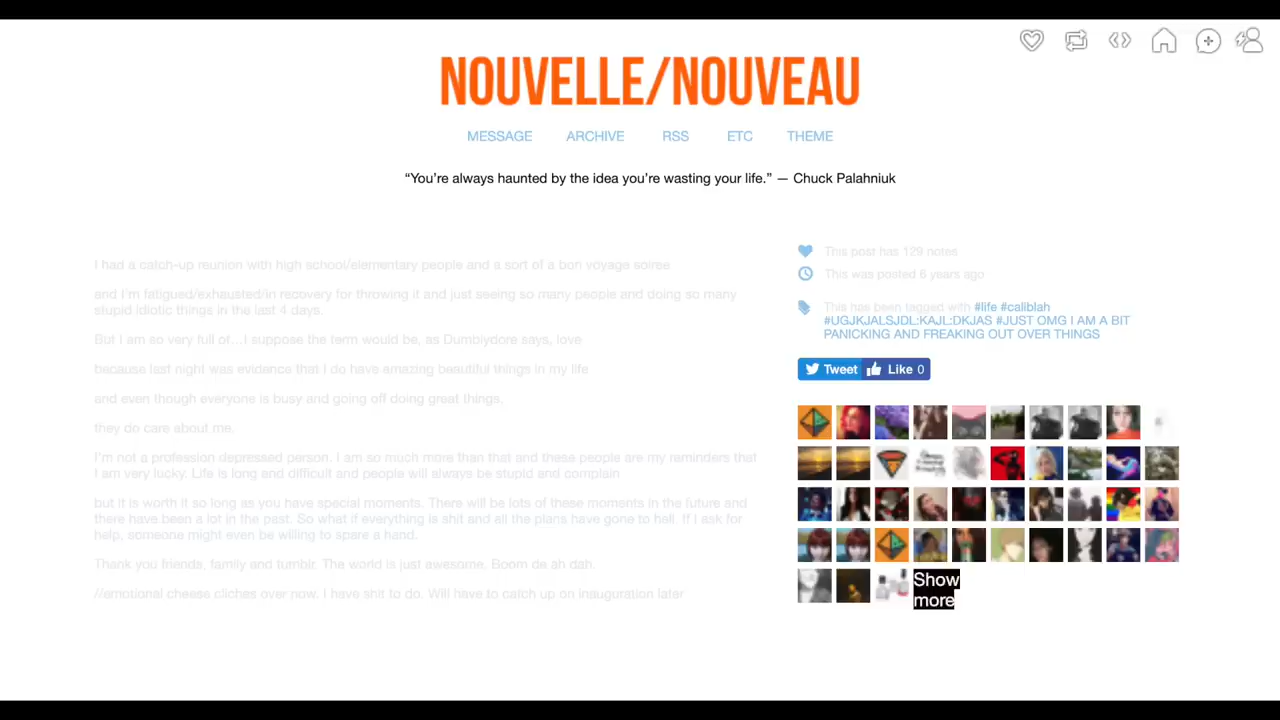 NOUVELLE/NOUVEAU
MESSAGE ARCHIVE RSS ETC THEME
“You’re always haunted by the idea you’re wasting your life.” — Chuck Palahniuk
I had a catch-up reunion with high school/elementary people and a sort of a bon voyage soiree
and I'm fatigued/exhausted/in recovery for throwing it and just seeing so many people and doing so many
stupid idiotic things in the last 4 days.
But I am so very full of, I suppose the term would be, as Dumblydore says, love
because last night was evidence that I do have amazing beautiful things in my life
and even though everyone is busy and going off doing great things.
they do care about me.
I'm not a profession depressed person. I am so much more than that and these people are my reminders that
I am very lucky. Life is long and difficult and people will always be stupid and complain
but it is worth it so long as you have special moments. There will be lots of these moments in the future and
there have been a lot in the past. So what if everything is shit and all the plans have gone to hell. If I ask for
help, someone might even be willing to spare a hand.
Thank you friends, family and tumblr. The world is just awesome. Boom de ah dah.
//emotional cheese cliches over now. I have shit to do. Will have to catch up on inauguration later
This post has 129 notes
This was posted 6 years ago
This has been tagged with #life #caliblah
#UGJKJALSJDL:KAJL:DKJAS #JUST OMG I AM A BIT
PANICKING AND FREAKING OUT OVER THINGS
Tweet Like 0
Show
more